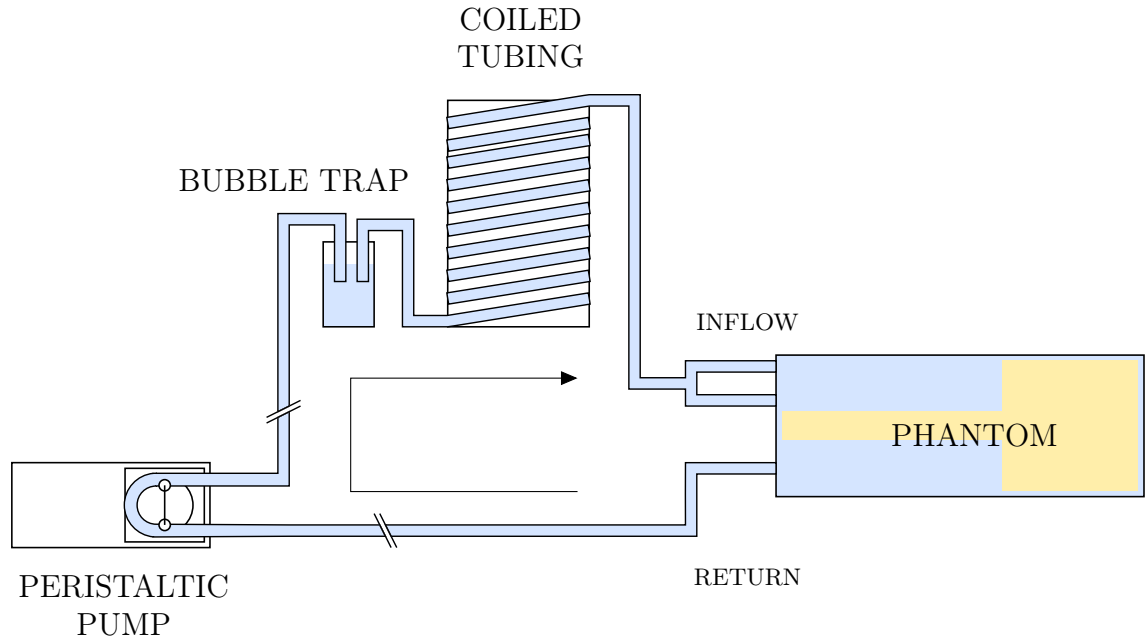 COILED
TUBING
BUBBLE TRAP
INFLOW
PHANTOM
RETURN
PERISTALTIC
PUMP